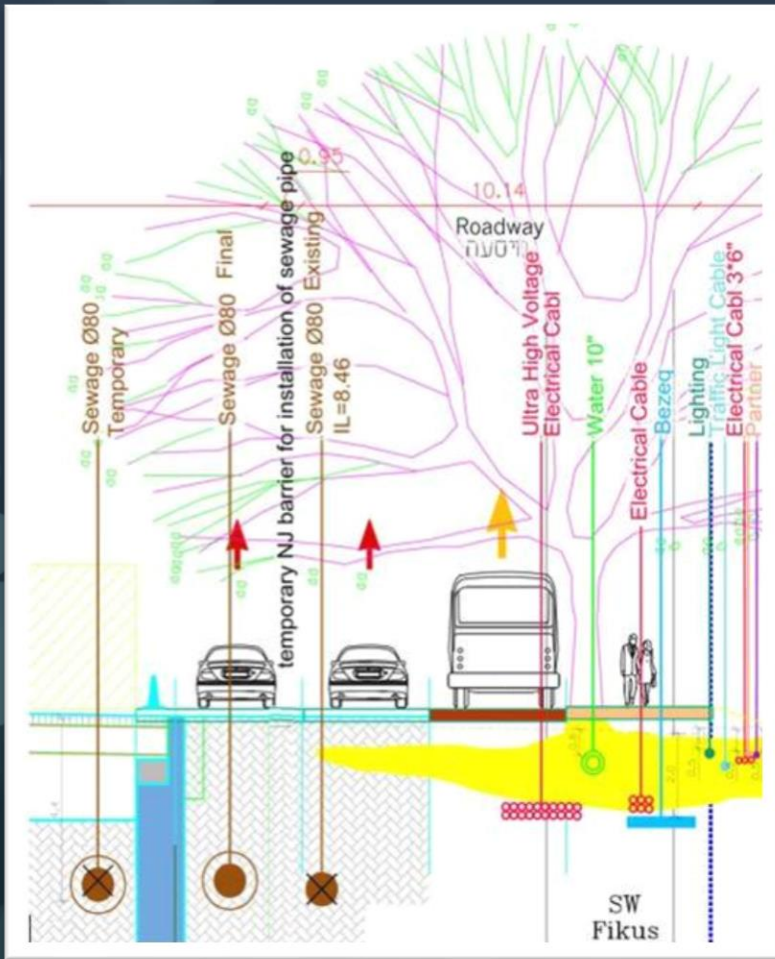 0.95
10.14
Roadway
מיסעה
Sewage Ø80
Temporary
Sewage Ø80 Final
temporary NJ barrier for installation of sewage pipe
Sewage Ø80 Existing
IL=8.46
Ultra High Voltage
Electrical Cabl
Water 10"
Electrical Cable
Bezeq
Lighting
Traffic Light Cable
Electrical Cabl 3*6"
Partner
SW
Fikus